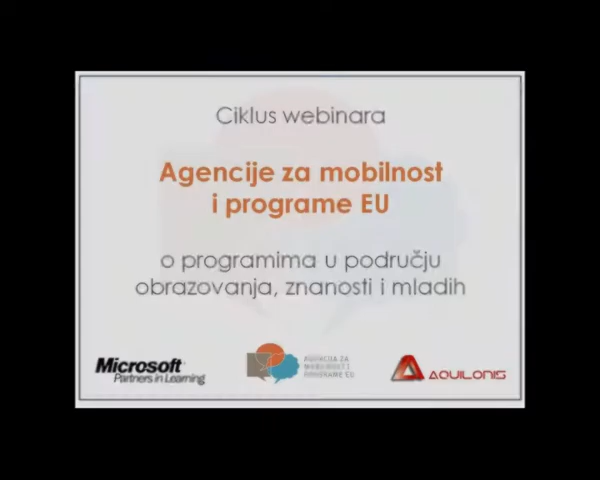 Ciklus webinara
Agencije za mobilnost
i programe EU
o programima u području
obrazovanja, znanosti i mladih
Microsoft
Partners in Learning
AGENCIJA ZA
MOBILNOST I
PROGRAME EU
AQUILONIS